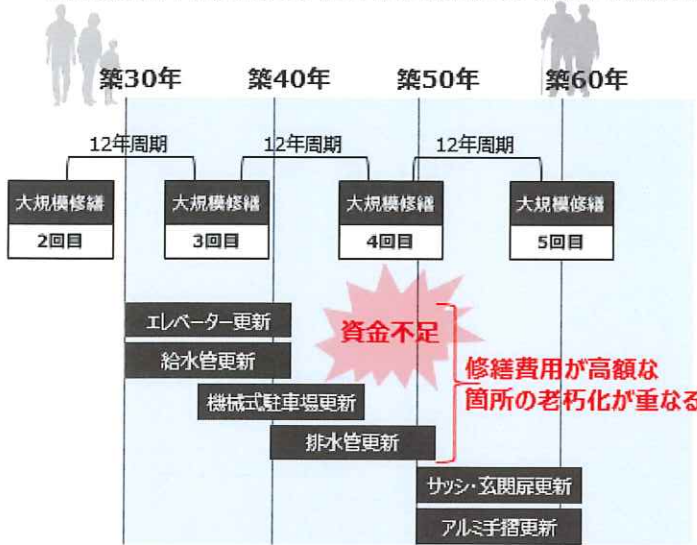 築30年 築40年 築50年 築60年
12年周期 12年周期 12年周期
大規模修繕 大規模修繕 大規模修繕 大規模修繕
2回目 3回目 4回目 5回目
エレベーター更新
資金不足
給水管更新
修繕費用が高額な
箇所の老朽化が重なる
機械式駐車場更新
排水管更新
サッシ・玄関扉更新
アルミ手摺更新